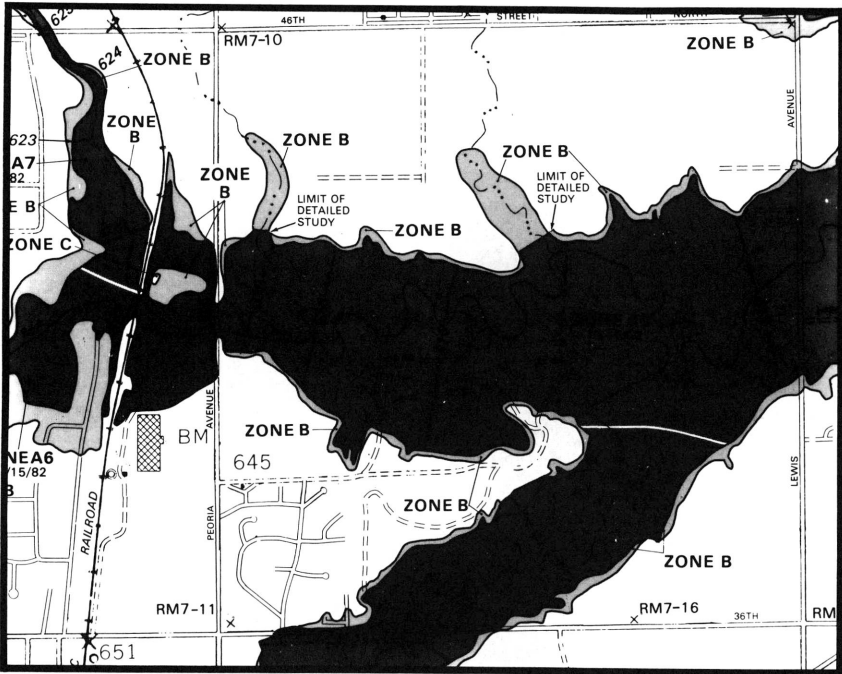 625
46TH
STREET
NORTH
624
ZONE B
RM7-10
ZONE B
AVENUE
623
ZONE
B
ZONE B
ZONE B
A7
82
ZONE
B
LIMIT OF
DETAILED
STUDY
LIMIT OF
DETAILED
STUDY
E B
ZONE B
ZONE C
AVENUE
ZONE B
BM
645
NEA6
/15/82
B
LEWIS
RAILROAD
PEORIA
ZONE B
ZONE B
RM7-11
RM7-16
36TH
RM
651
ZONE B